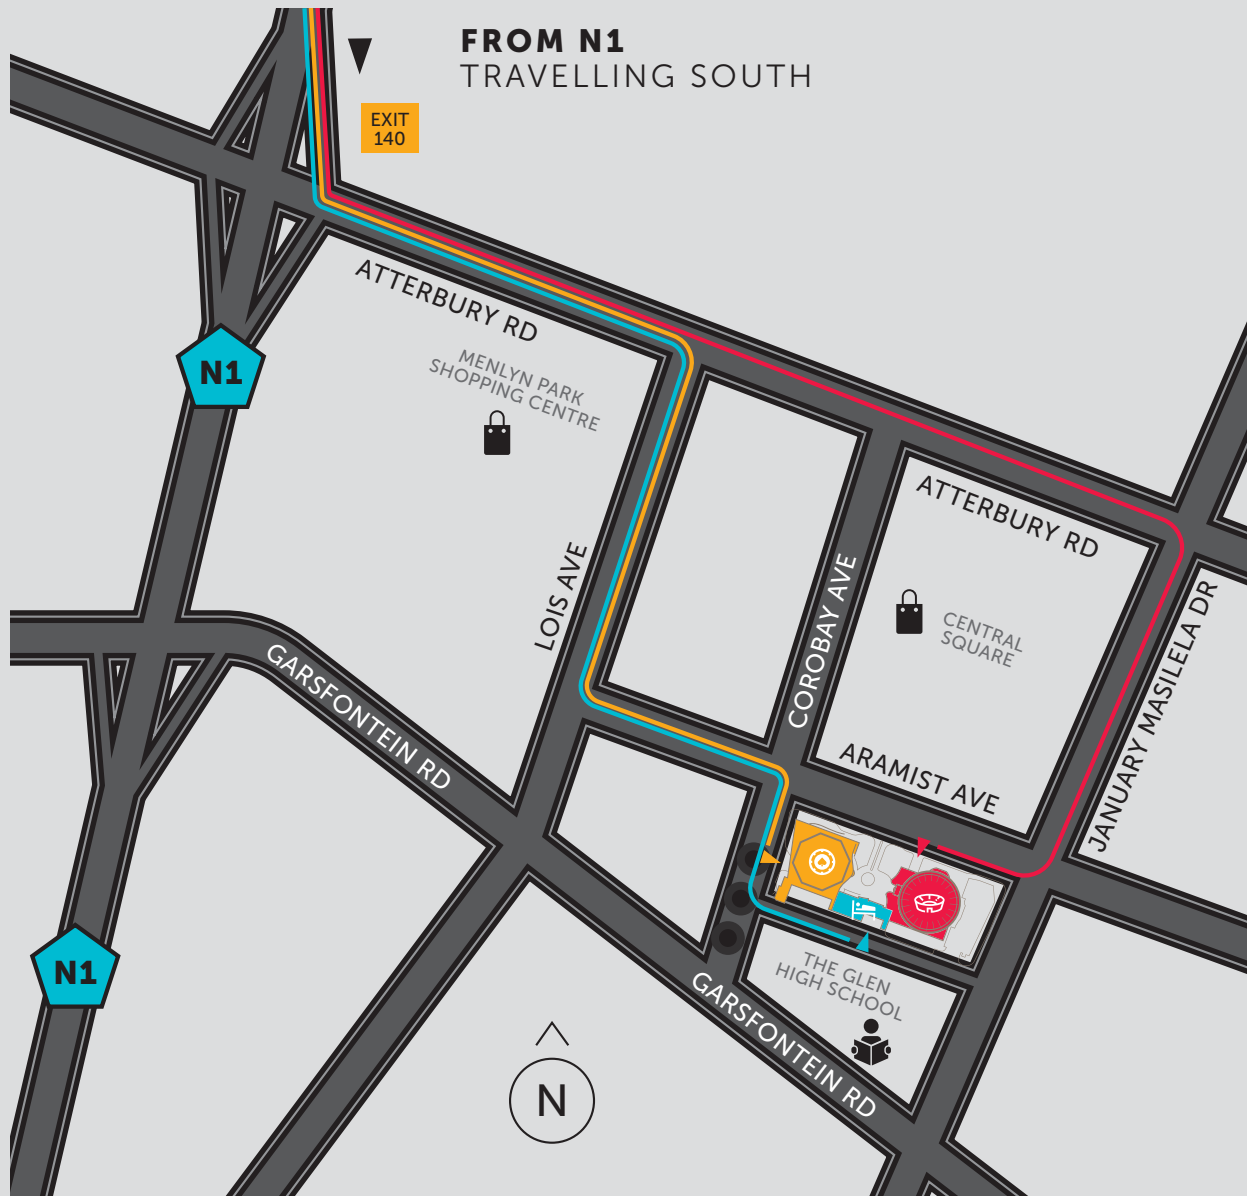 FROM N1
TRAVELLING SOUTH
EXIT
140
ATTERBURY RD
MENLYN PARK
SHOPPING CENTRE
N1
ATTERBURY RD
LOIS AVE
COROBAY AVE
CENTRAL
SQUARE
JANUARY MASILELA DR
GARSFONTEIN RD
ARAMIST AVE
N1
THE GLEN
HIGH SCHOOL
GARSFONTEIN RD
N